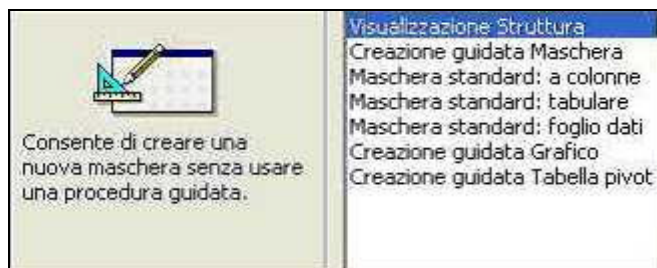 Consente di creare una
nuova maschera senza usare
una procedura guidata.
Visualizzazione Struttura
Creazione guidata Maschera
Maschera standard: a colonne
Maschera standard: tabulare
Maschera standard: foglio dati
Creazione guidata Grafico
Creazione guidata Tabella pivot